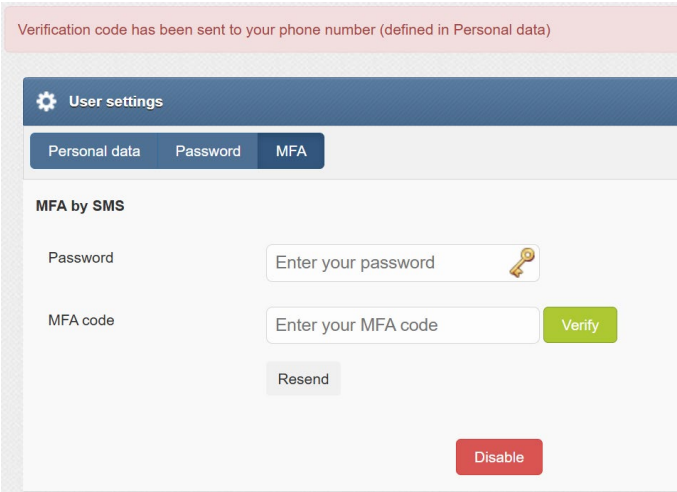 Verification code has been sent to your phone number (defined in Personal data)
User settings
Personal data Password MFA
MFA by SMS
Password Enter your password
MFA code Enter your MFA code Verify
Resend
Disable